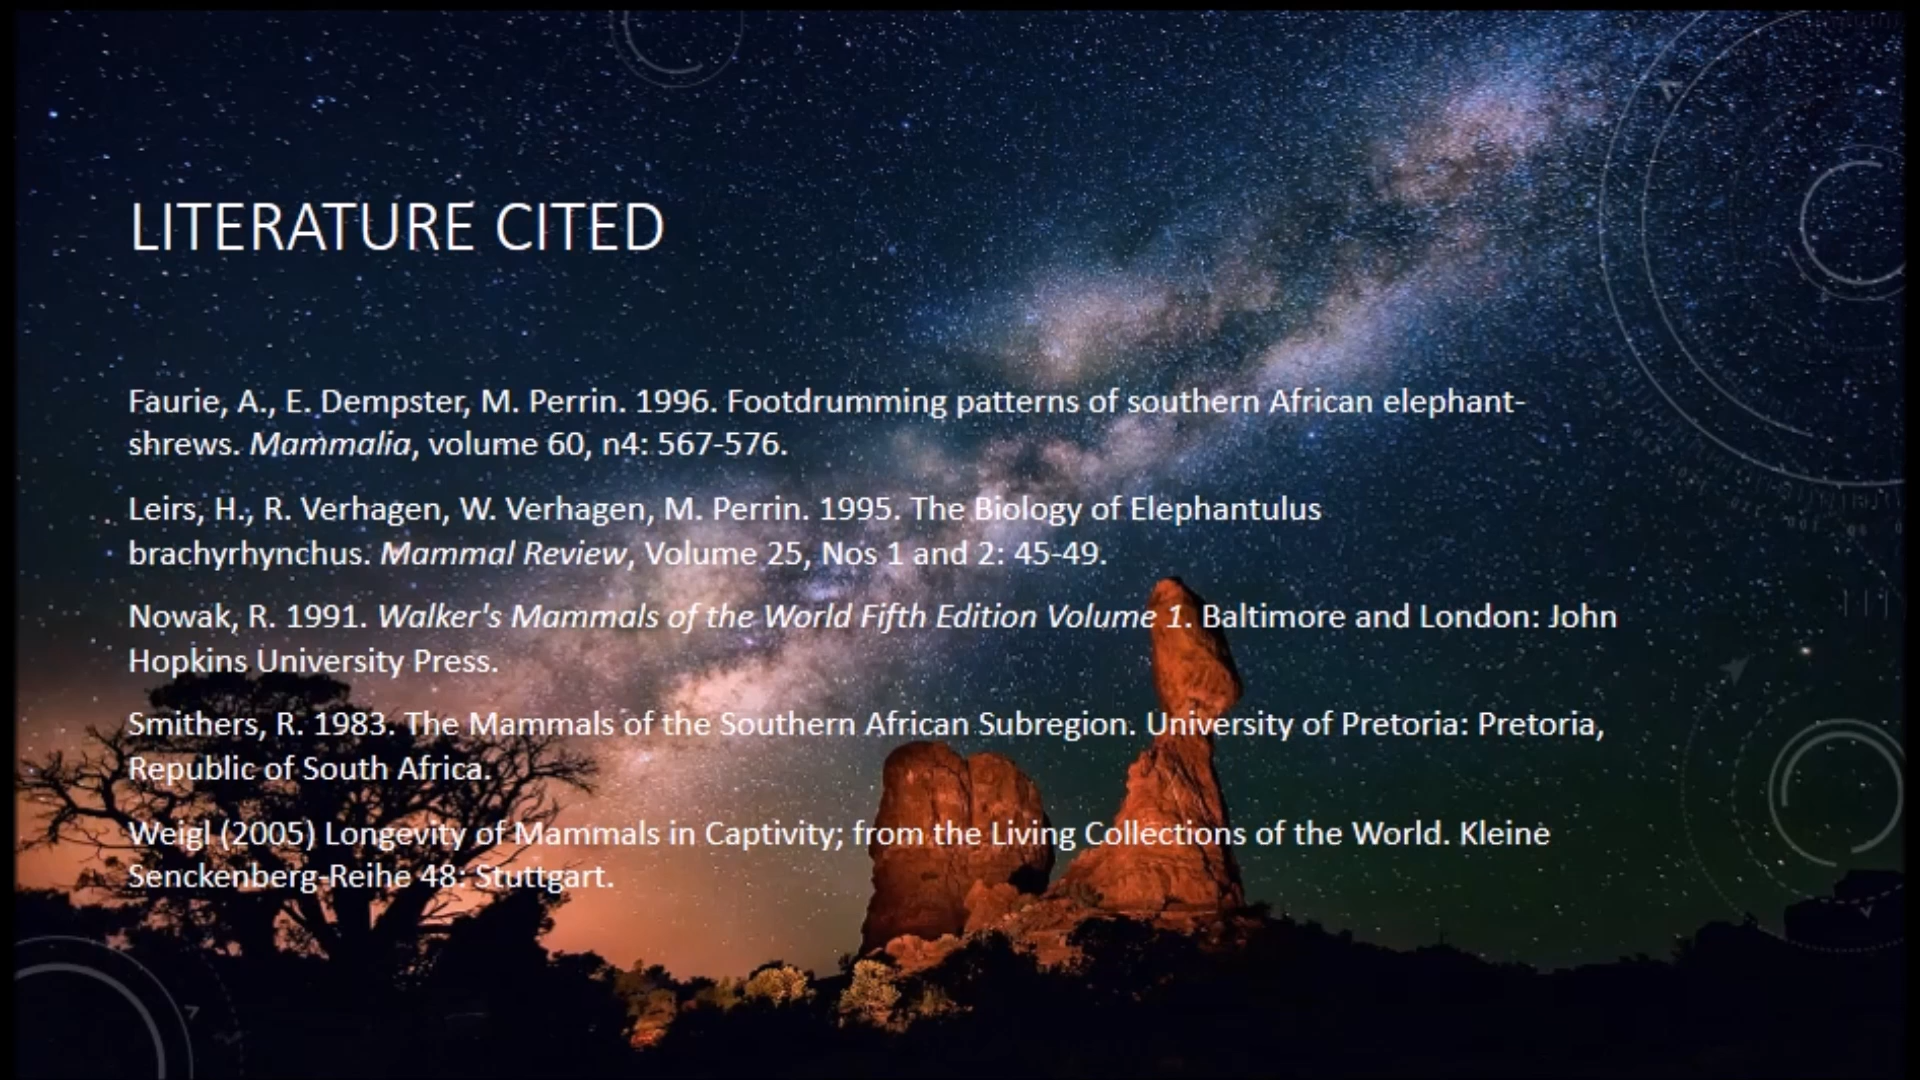 LITERATURE CITED
Faurie, A., E. Dempster, M. Perrin. 1996. Footdrumming patterns of southern African elephant-
shrews. Mammalia, volume 60, n4: 567-576.
Leirs, H., R. Verhagen, W. Verhagen, M. Perrin. 1995. The Biology of Elephantulus
brachyrhynchus. Mammal Review, Volume 25, Nos 1 and 2: 45-49.
Nowak, R. 1991. Walker's Mammals of the World Fifth Edition Volume 1. Baltimore and London: John
Hopkins University Press.
Smithers, R. 1983. The Mammals of the Southern African Subregion. University of Pretoria: Pretoria,
Republic of South Africa.
Weigl (2005) Longevity of Mammals in Captivity; from the Living Collections of the World. Kleine
Senckenberg-Reihe 48: Stuttgart.